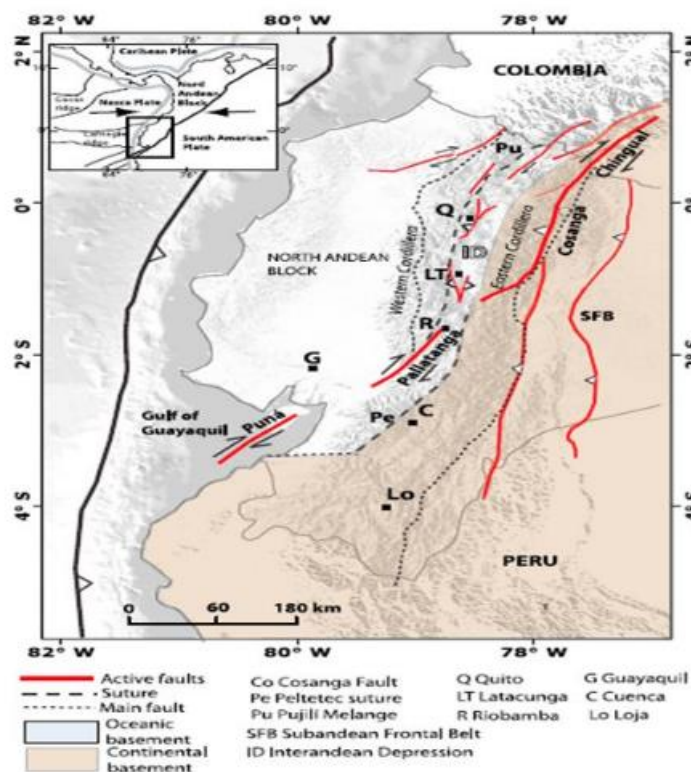 82° W 80° W 78° W
2° N
COLOMBIA
Caribean Plate
Nord
Andean
Block
Nazca Plate
South American
Plate
Pu
Chingual
0°
Q
Cosanga
NORTH ANDEAN
BLOCK
ID
Western Cordillera
Eastern Cordillera
LT
SFB
R
2°S
G
Pallatanga
Gulf of
Guayaquil
Puná
Pe
C
4°S
Lo
PERU
0 60 180 km
82° W 80° W 78° W
Active faults
Suture
Main fault
Oceanic
basement
Continental
basement
Co Cosanga Fault
Pe Peltetec suture
Pu Pujilí Melange
SFB Subandean Frontal Belt
ID Interandean Depression
Q Quito
LT Latacunga
R Riobamba
G Guayaquil
C Cuenca
Lo Loja